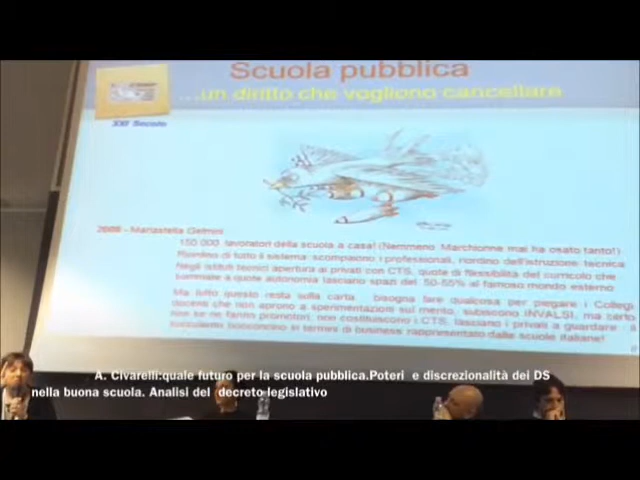 Scuola pubblica
...un diritto che vogliono cancellare
XXI Secolo
2008 - Mariastella Gelmini
150.000 lavoratori della scuola a casa! (Nemmeno Marchionne mai ha osato tanto!)
Riordino di tutto il sistema: scompaiono i professionali, riordino dell'istruzione tecnica
Negli istituti tecnici apertura ai privati con CTS, quote di flessibilità del curricolo che
sommate a quote autonomia lasciano spazi del 50-55% al famoso mondo esterno
Ma tutto questo resta sulla carta bisogna fare qualcosa per piegare i Collegi
docenti che non aprono a sperimentazioni sul merito, subiscono INVALSI, ma certo
non se ne fanno promotori, non costituiscono i CTS, lasciano i privati a guardare il
succulento bocconcino in termini di business rappresentato dalle scuole italiane!
A. Civarelli:quale futuro per la scuola pubblica.Poteri e discrezionalità dei DS
nella buona scuola. Analisi del decreto legislativo